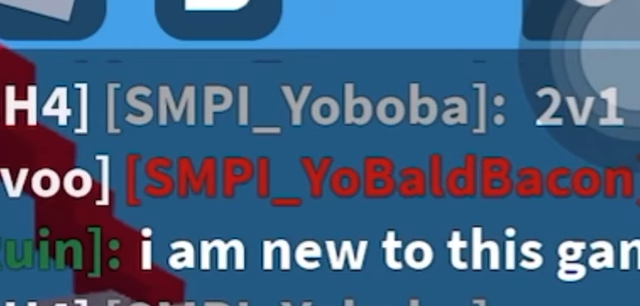 H4] [SMPI_Yoboba]: 2v1
voo] [SMPI_YoBaldBacon]
uin]: i am new to this gam